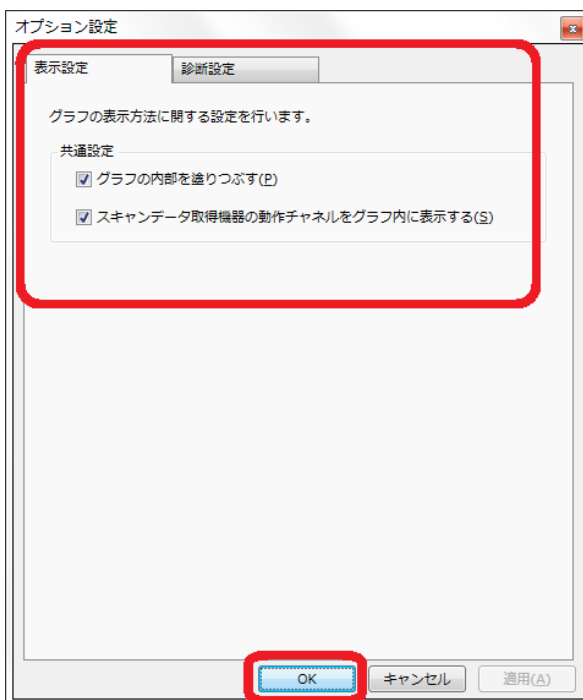 オプション設定
表示設定 診断設定
グラフの表示方法に関する設定を行います。
共通設定
グラフの内部を塗りつぶす(P)
スキャンデータ取得機器の動作チャネルをグラフ内に表示する(S)
OK キャンセル 適用(A)